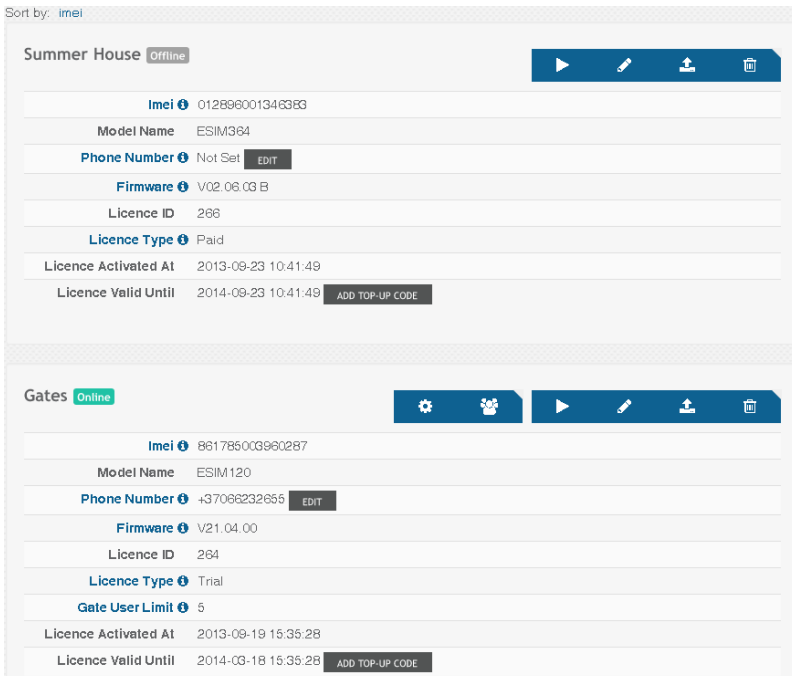 Sort by: imei
Summer House Offline
Imei 012896001346383
Model Name ESIM364
Phone Number Not Set EDIT
Firmware V02.06.03 B
Licence ID 266
Licence Type Paid
Licence Activated At 2013-09-23 10:41:49
Licence Valid Until 2014-09-23 10:41:49 ADD TOP-UP CODE
Gates Online
Imei 861785003960287
Model Name ESIM120
Phone Number +37066232655 EDIT
Firmware V21.04.00
Licence ID 264
Licence Type Trial
Gate User Limit 5
Licence Activated At 2013-09-19 15:35:28
Licence Valid Until 2014-03-18 15:35:28 ADD TOP-UP CODE